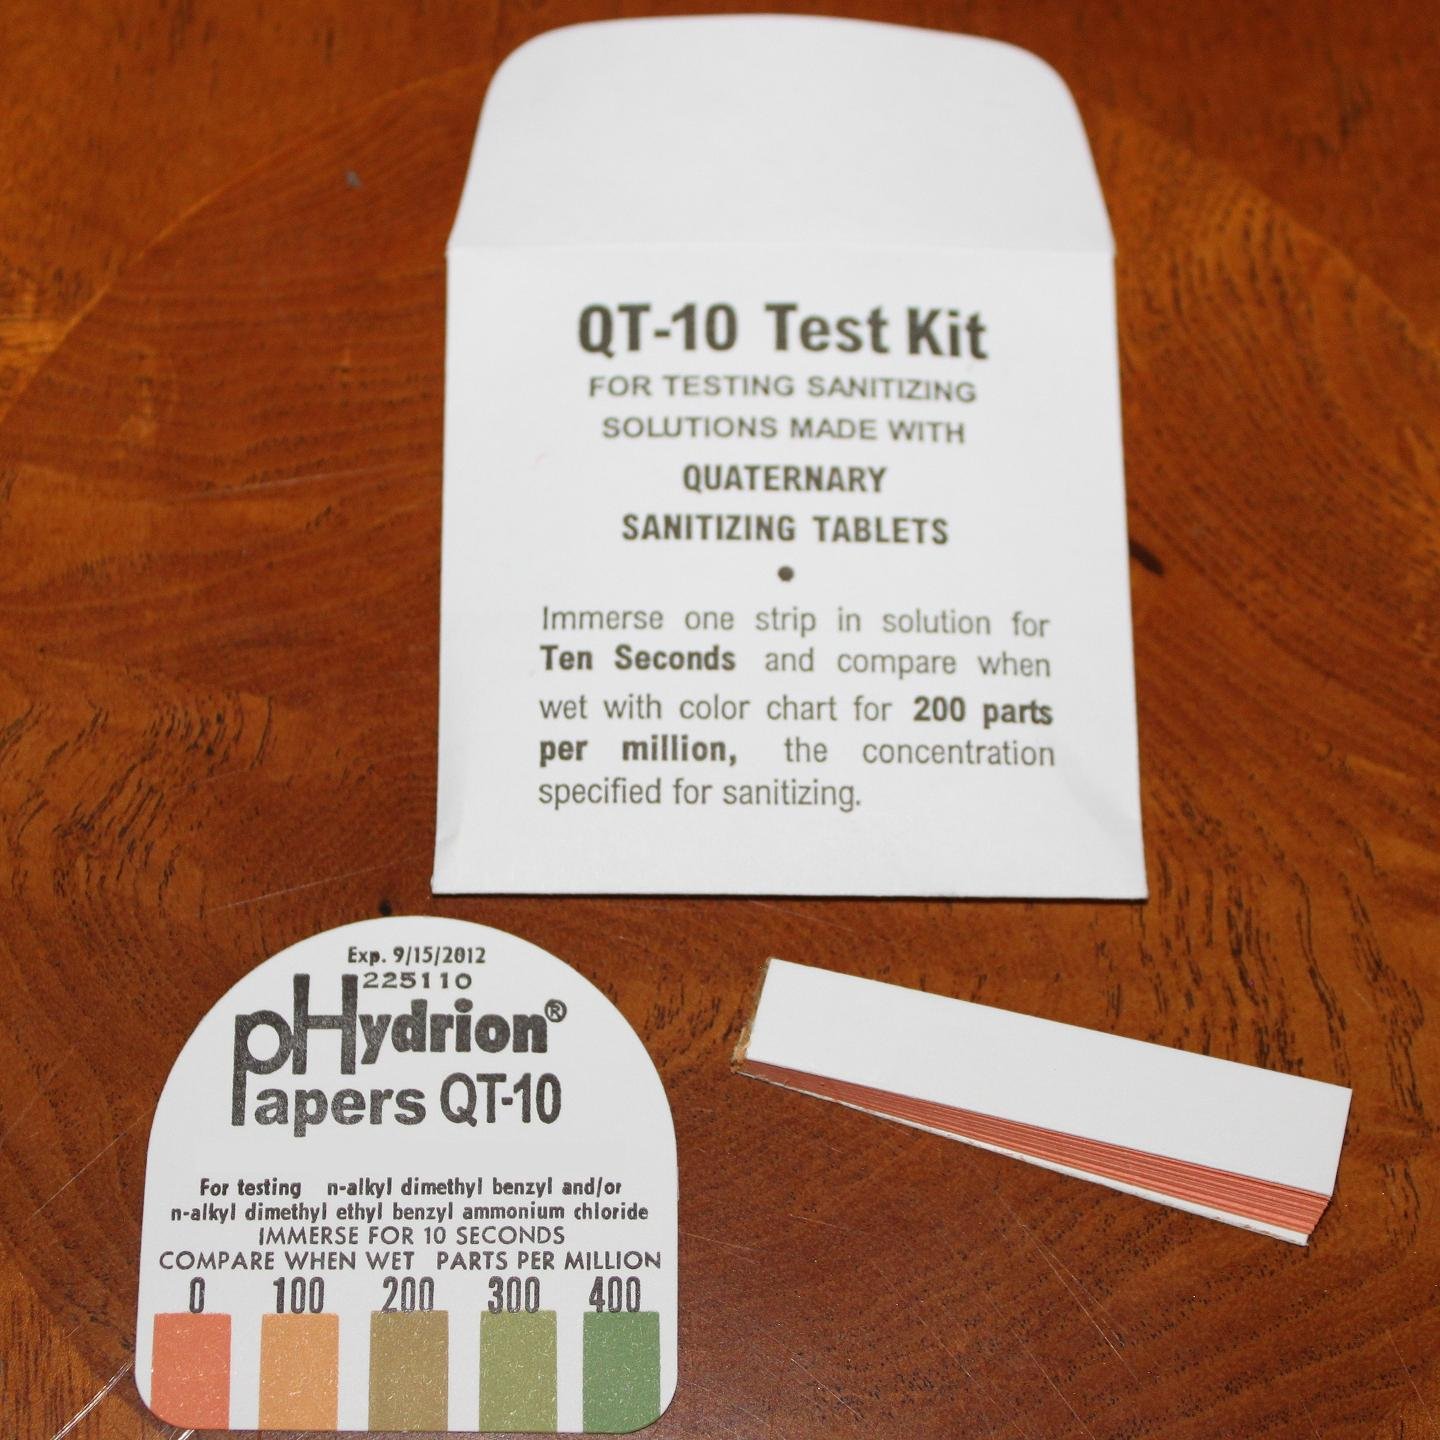 QT-10 Test Kit
FOR TESTING SANITIZING
SOLUTIONS MADE WITH
QUATERNARY
SANITIZING TABLETS
•
Immerse one strip in solution for
Ten Seconds and compare when
wet with color chart for 200 parts
per million, the concentration
specified for sanitizing.
Exp. 9/15/2012
225110
pHydrion®
Papers QT-10
For testing n-alkyl dimethyl benzyl and/or
n-alkyl dimethyl ethyl benzyl ammonium chloride
IMMERSE FOR 10 SECONDS
COMPARE WHEN WET PARTS PER MILLION
0 100 200 300 400